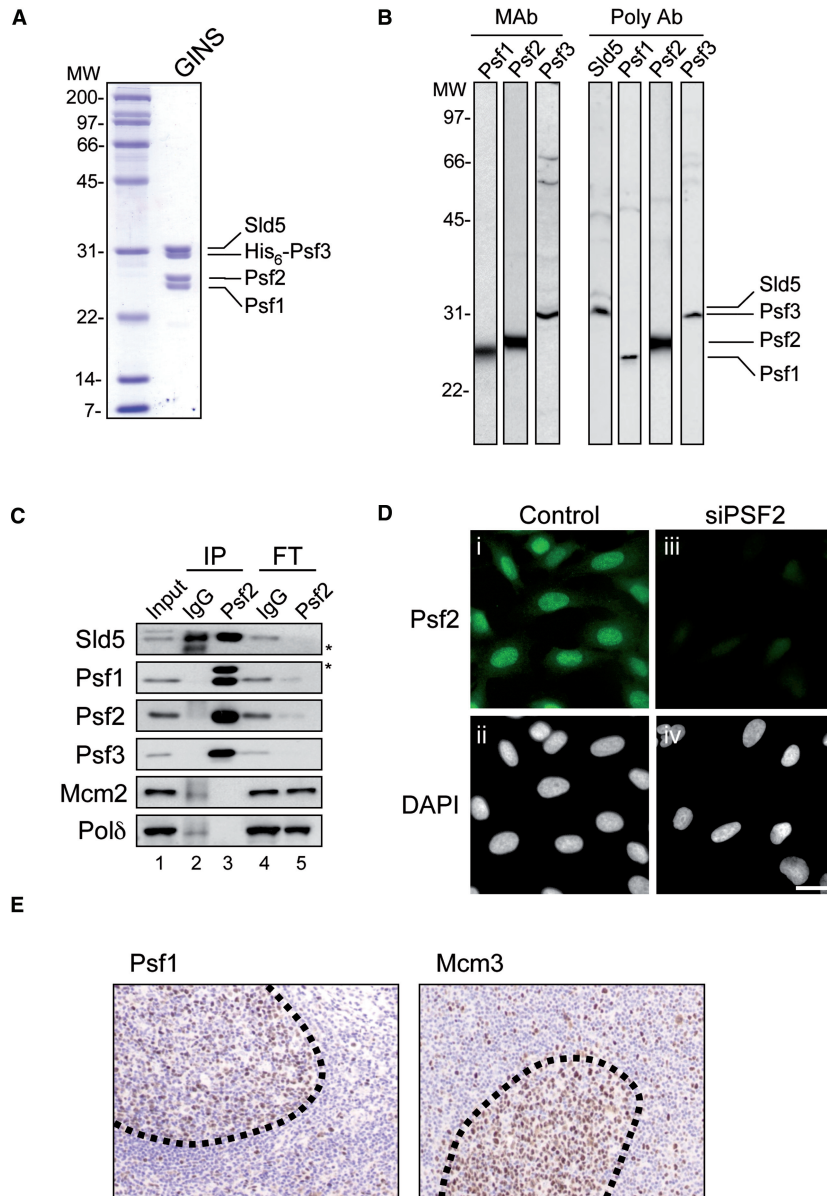 A
GINS
MW
200-
97-
66-
45-
31-
22-
14-
7-
Sld5
His6-Psf3
Psf2
Psf1
B
MAb
Poly Ab
Psf1
Psf2
Psf3
Sld5
Psf1
Psf2
Psf3
MW
97-
66-
45-
31-
22-
Sld5
Psf3
Psf2
Psf1
C
IP
FT
Input
IgG
Psf2
IgG
Psf2
Sld5
*
Psf1
*
Psf2
Psf3
Mcm2
Polδ
1 2 3 4 5
D
Control
siPSF2
Psf2
i
iii
DAPI
ii
iv
E
Psf1
Mcm3